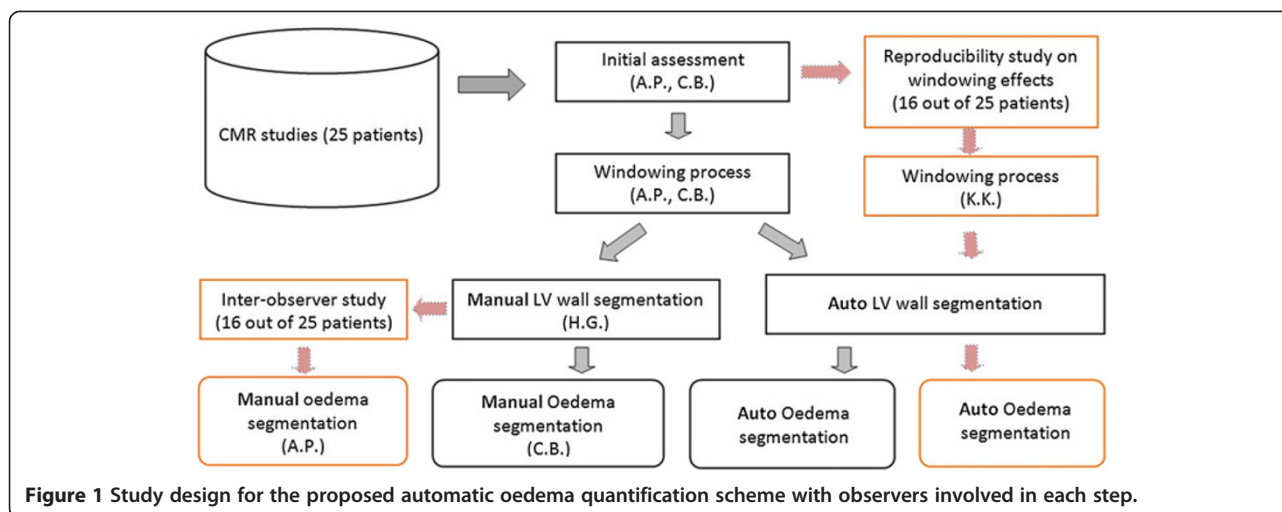 CMR studies (25 patients)
Initial assessment
(A.P., C.B.)
Reproducibility study on
windowing effects
(16 out of 25 patients)
Windowing process
(A.P., C.B.)
Windowing process
(K.K.)
Inter-observer study
(16 out of 25 patients)
Manual LV wall segmentation
(H.G.)
Auto LV wall segmentation
Manual oedema
segmentation
(A.P.)
Manual Oedema
segmentation
(C.B.)
Auto Oedema
segmentation
Auto Oedema
segmentation
Figure 1 Study design for the proposed automatic oedema quantification scheme with observers involved in each step.